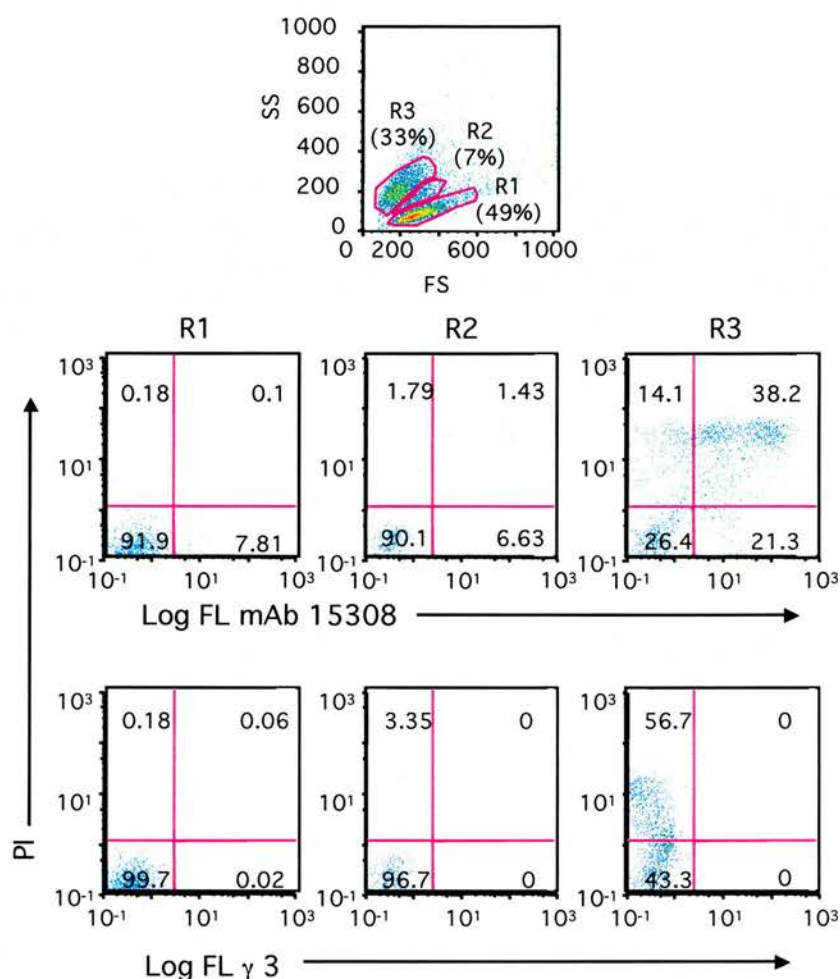 1000
800
SS
600
R3
(33%)
R2
(7%)
400
R1
(49%)
200
0
0 200 600 1000
FS
R1 R2 R3
10³ 0.18 0.1
10¹
10-1 91.9 7.81
10-1 10¹ 10³
10³ 1.79 1.43
10¹
10-1 90.1 6.63
10-1 10¹ 10³
10³ 14.1 38.2
10¹
10-1 26.4 21.3
10-1 10¹ 10³
Log FL mAb 15308
PI
10³ 0.18 0.06
10¹
10-1 99.7 0.02
10-1 10¹ 10³
10³ 3.35 0
10¹
10-1 96.7 0
10-1 10¹ 10³
10³ 56.7 0
10¹
10-1 43.3 0
10-1 10¹ 10³
Log FL γ 3